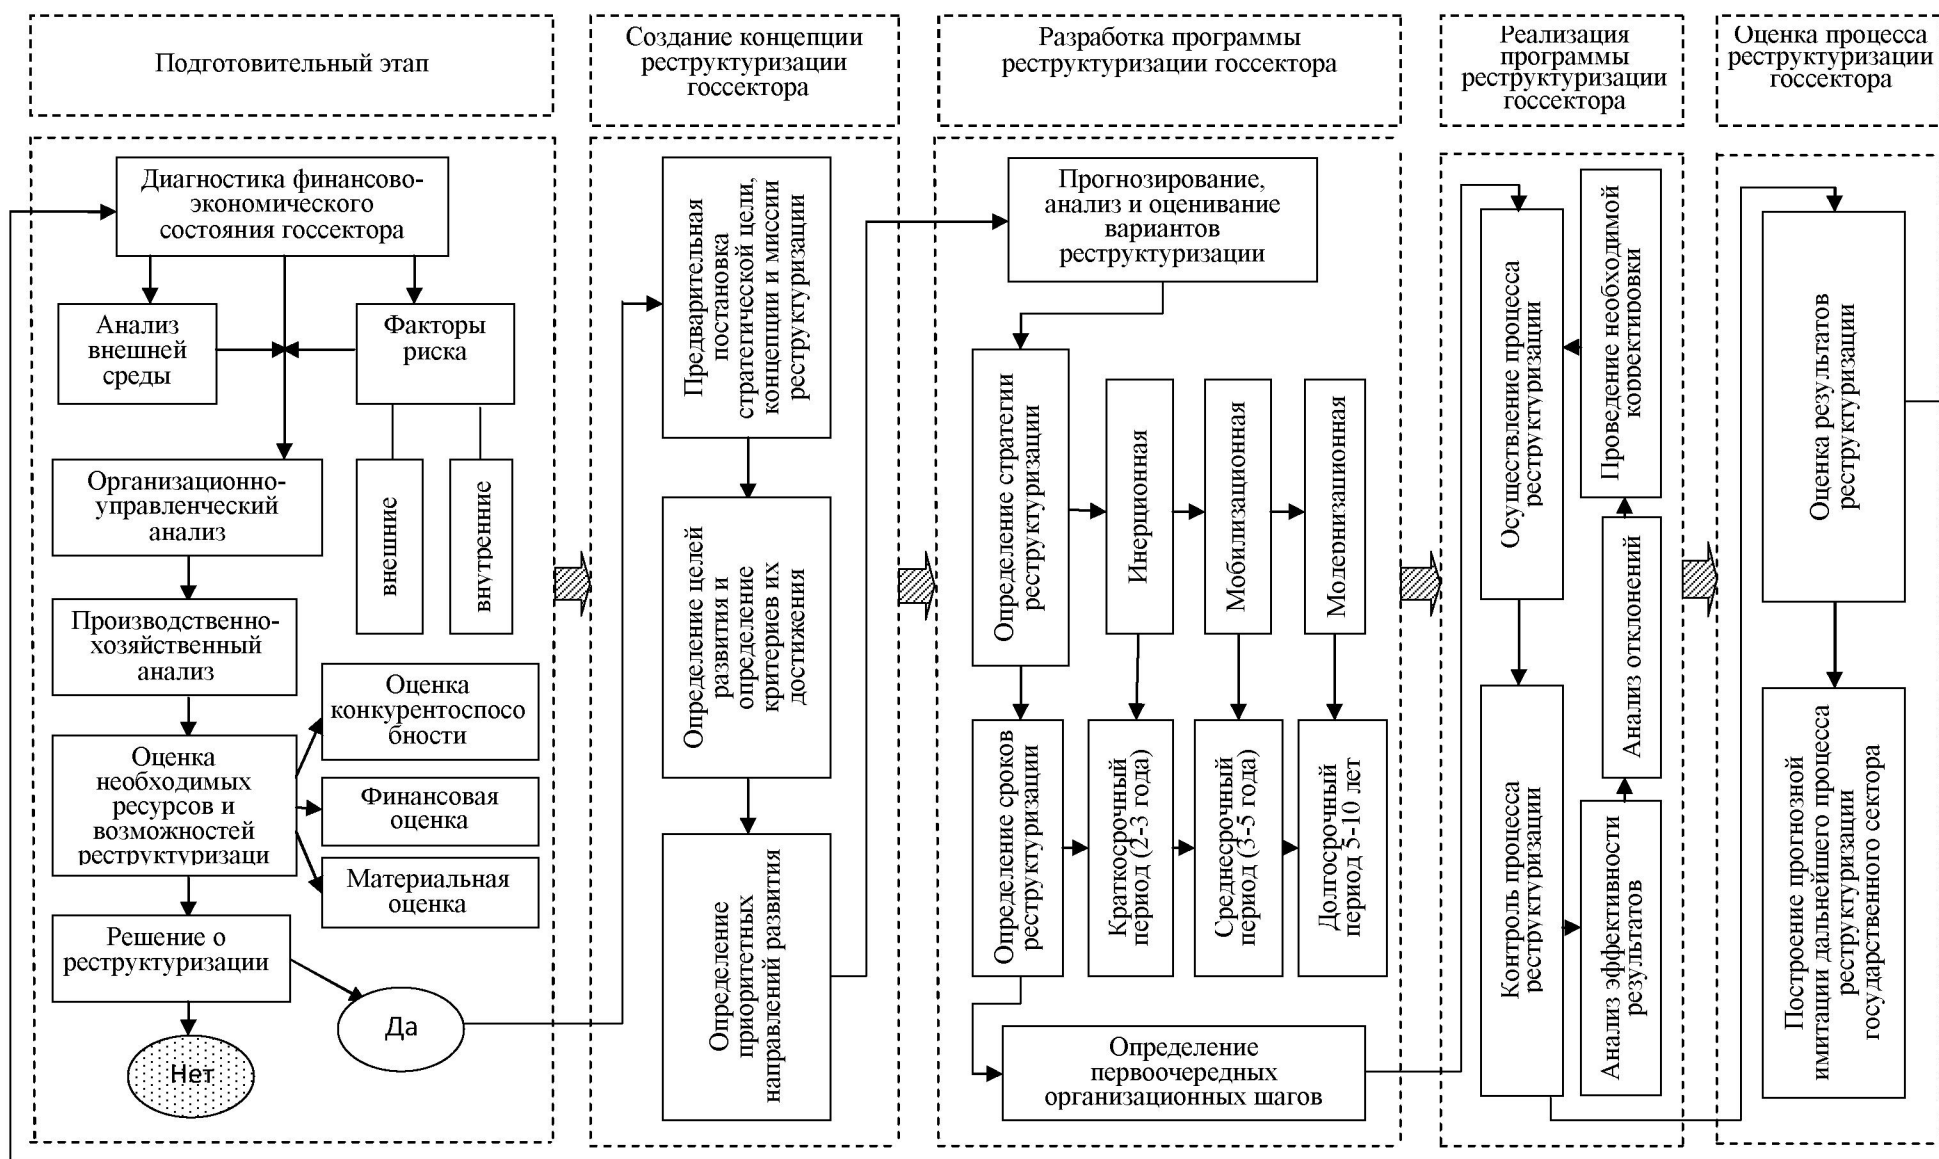 Подготовительный этап
Создание концепции
реструктуризации
госсектора
Разработка программы
реструктуризации госсектора
Реализация
программы
реструктуризации
госсектора
Оценка процесса
реструктуризации
госсектора
Диагностика финансово-
экономического
состояния госсектора
Анализ
внешней
среды
Факторы
риска
внешние
внутренние
Организационно-
управленческий
анализ
Производственно-
хозяйственный
анализ
Оценка
необходимых
ресурсов и
возможностей
реструктуризаци
Оценка
конкурентоспосо
бности
Финансовая
оценка
Материальная
оценка
Решение о
реструктуризации
Да
Нет
Предварительная
постановка
стратегической цели,
концепции и миссии
реструктуризации
Определение целей
развития и
определение
критериев их
достижения
Определение
приоритетных
направлений развития
Прогнозирование,
анализ и оценивание
вариантов
реструктуризации
Определение стратегии
реструктуризации
Инерционная
Мобилизационная
Модернизационная
Определение сроков
реструктуризации
Краткосрочный
период (2-3 года)
Среднесрочный
период (3-5 года)
Долгосрочный
период 5-10 лет
Определение
первоочередных
организационных шагов
Осуществление процесса
реструктуризации
Проведение необходимой
корректировки
Анализ отклонений
Контроль процесса
реструктуризации
Анализ эффективности
результатов
Оценка результатов
реструктуризации
Построение прогнозной
имитации дальнейшего процесса
реструктуризации
государственного сектора